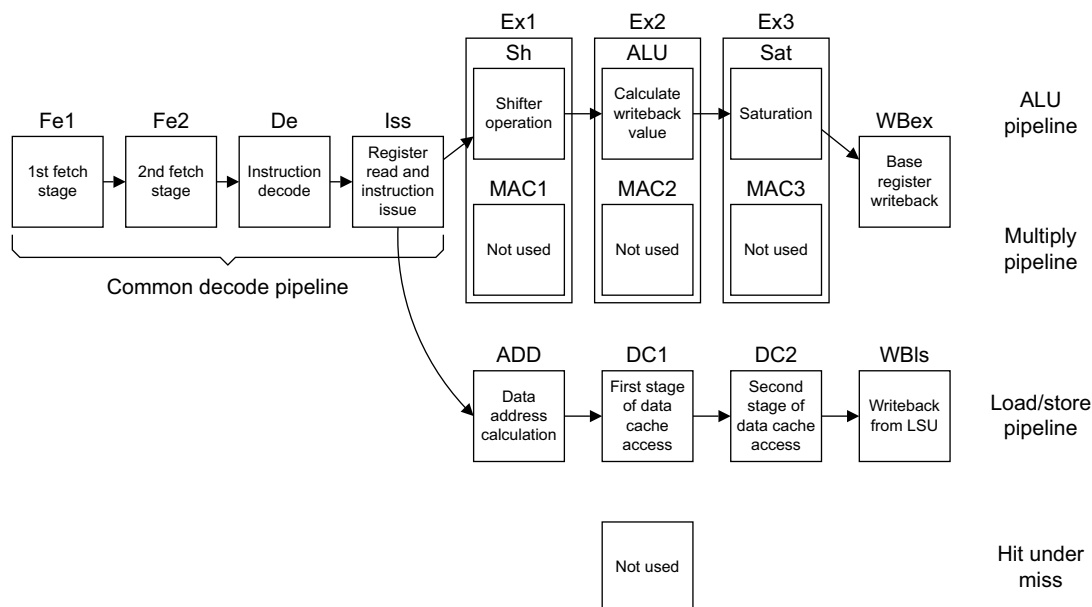 Ex1
Ex2
Ex3
Sh
ALU
Sat
Fe1
Fe2
De
Iss
1st fetch
stage
2nd fetch
stage
Instruction
decode
Register
read and
instruction
issue
Shifter
operation
Calculate
writeback
value
Saturation
WBex
Base
register
writeback
ALU
pipeline
MAC1
MAC2
MAC3
Not used
Not used
Not used
Multiply
pipeline
Common decode pipeline
ADD
DC1
DC2
WBls
Data
address
calculation
First stage
of data
cache
access
Second
stage of
data cache
access
Writeback
from LSU
Load/store
pipeline
Not used
Hit under
miss